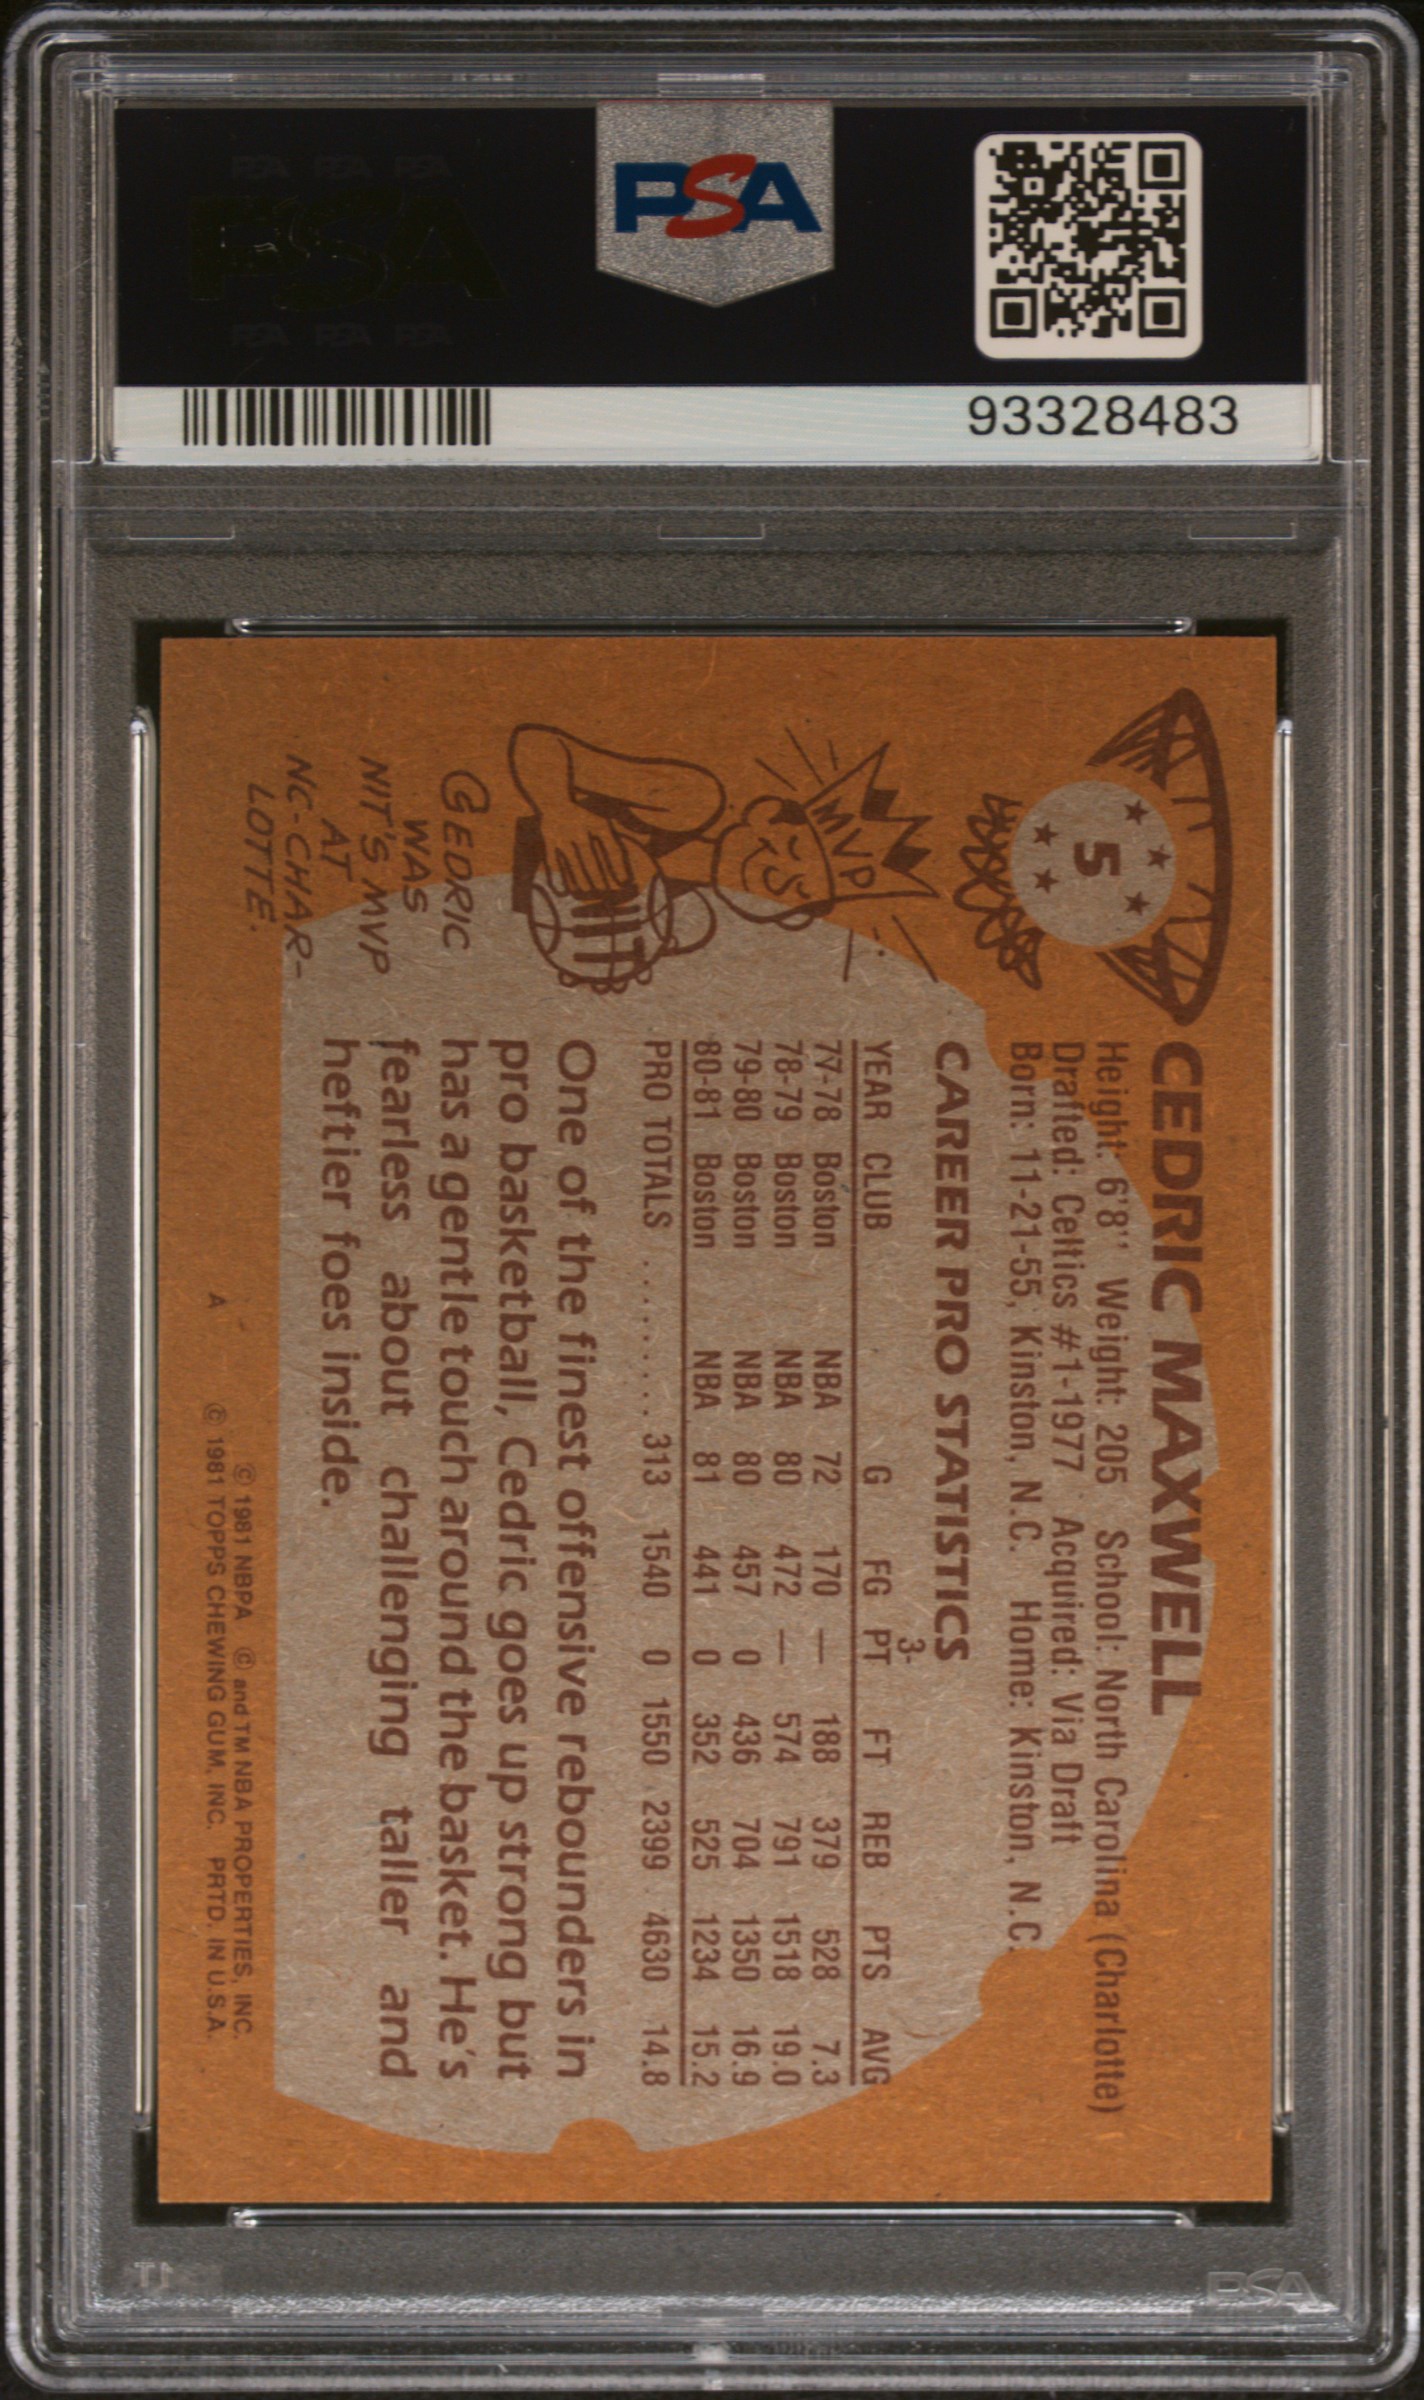 PSA
93328483
5
MVP
NIT
CEDRIC
WAS
NIT'S MVP
AT
NC-CHAR-
LOTTE.
CEDRIC MAXWELL
Height: 6'8'' Weight: 205 School: North Carolina (Charlotte)
Drafted: Celtics #1-1977 Acquired: Via Draft
Born: 11-21-55, Kinston, N.C. Home: Kinston, N.C.
CAREER PRO STATISTICS
YEAR CLUB G FG 3-PT FT REB PTS AVG
77-78 Boston NBA 72 170 — 188 379 528 7.3
78-79 Boston NBA 80 472 — 574 791 1518 19.0
79-80 Boston NBA 80 457 0 436 704 1350 16.9
80-81 Boston NBA 81 441 0 352 525 1234 15.2
PRO TOTALS ........ 313 1540 0 1550 2399 4630 14.8
One of the finest offensive rebounders in
pro basketball, Cedric goes up strong but
has a gentle touch around the basket. He's
fearless about challenging taller and
heftier foes inside.
© 1981 NBPA © and TM NBA PROPERTIES, INC.
A © 1981 TOPPS CHEWING GUM, INC. PRTD. IN U.S.A.
PSA